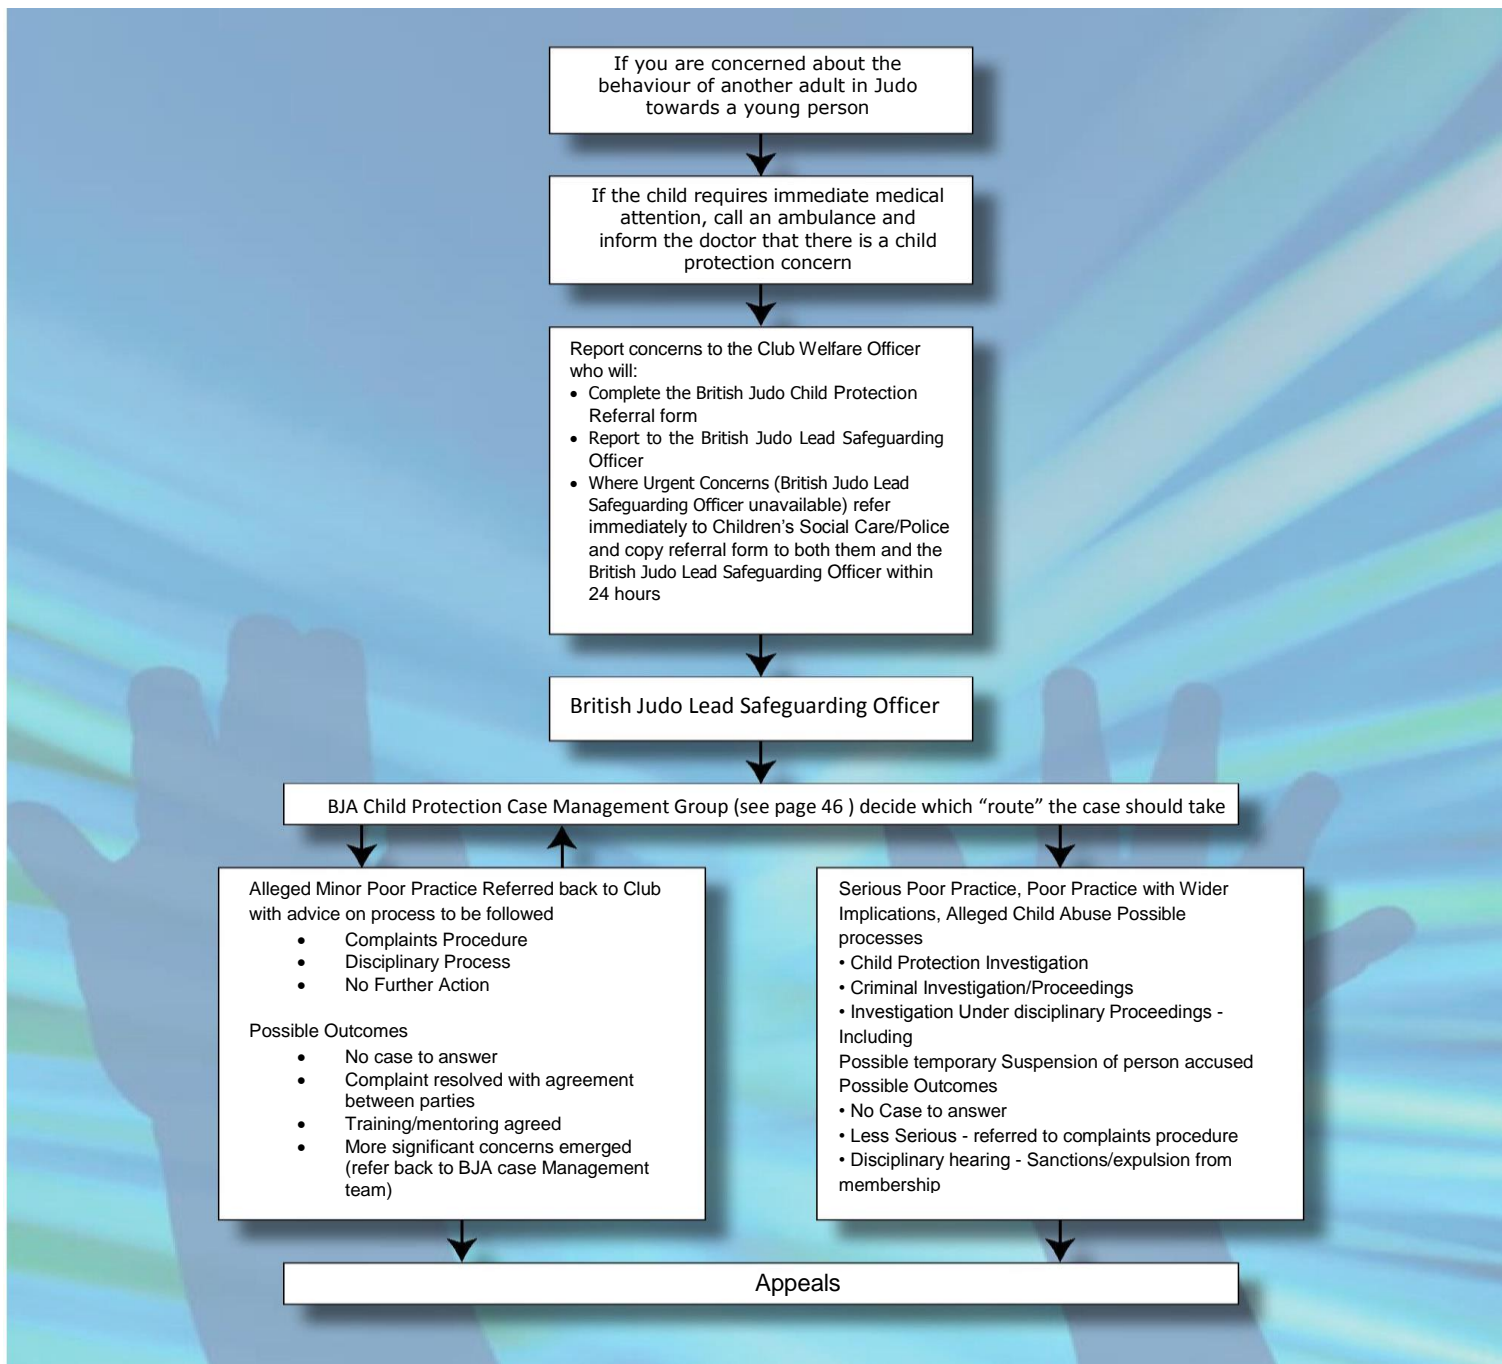 If you are concerned about the
behaviour of another adult in Judo
towards a young person
If the child requires immediate medical
attention, call an ambulance and
inform the doctor that there is a child
protection concern
Report concerns to the Club Welfare Officer
who will:
• Complete the British Judo Child Protection
Referral form
• Report to the British Judo Lead Safeguarding
Officer
• Where Urgent Concerns (British Judo Lead
Safeguarding Officer unavailable) refer
immediately to Children’s Social Care/Police
and copy referral form to both them and the
British Judo Lead Safeguarding Officer within
24 hours
British Judo Lead Safeguarding Officer
BJA Child Protection Case Management Group (see page 46 ) decide which “route” the case should take
Alleged Minor Poor Practice Referred back to Club
with advice on process to be followed
• Complaints Procedure
• Disciplinary Process
• No Further Action
Possible Outcomes
• No case to answer
• Complaint resolved with agreement
between parties
• Training/mentoring agreed
• More significant concerns emerged
(refer back to BJA case Management
team)
Serious Poor Practice, Poor Practice with Wider
Implications, Alleged Child Abuse Possible
processes
• Child Protection Investigation
• Criminal Investigation/Proceedings
• Investigation Under disciplinary Proceedings -
Including
Possible temporary Suspension of person accused
Possible Outcomes
• No Case to answer
• Less Serious - referred to complaints procedure
• Disciplinary hearing - Sanctions/expulsion from
membership
Appeals